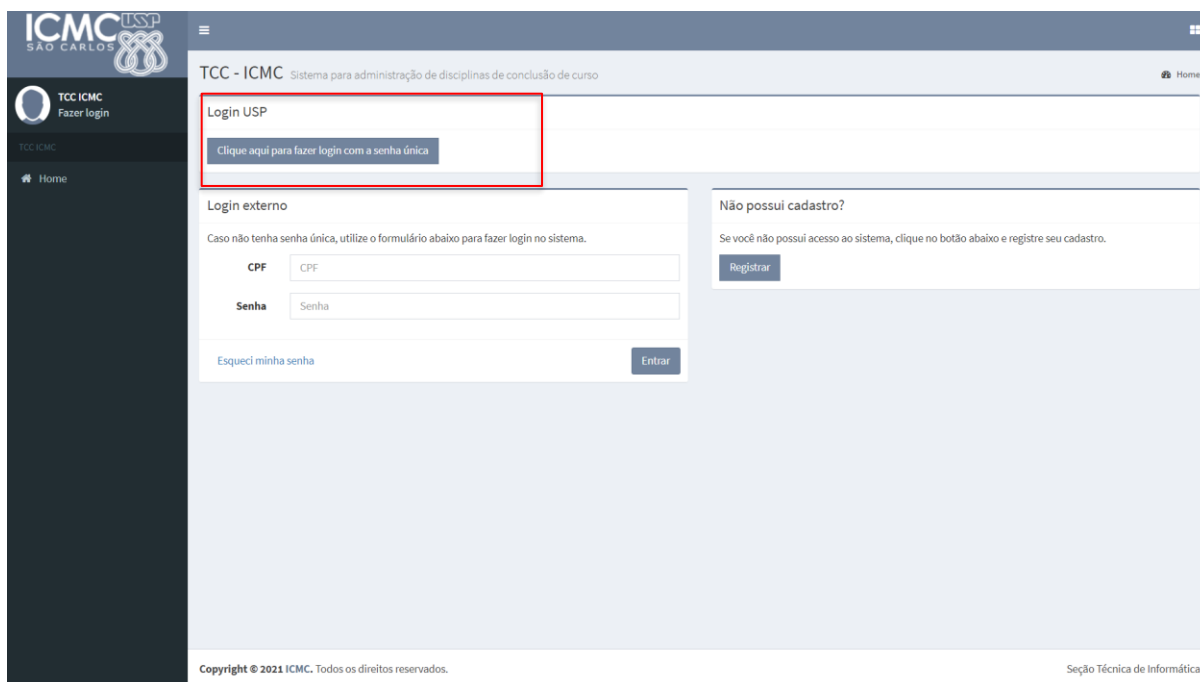 ICMC USP
SÃO CARLOS
TCC ICMC
Fazer login
TCC ICMC
Home
TCC - ICMC Sistema para administração de disciplinas de conclusão de curso
Home
Login USP
Clique aqui para fazer login com a senha única
Login externo
Caso não tenha senha única, utilize o formulário abaixo para fazer login no sistema.
CPF CPF
Senha Senha
Esqueci minha senha
Entrar
Não possui cadastro?
Se você não possui acesso ao sistema, clique no botão abaixo e registre seu cadastro.
Registrar
Copyright © 2021 ICMC. Todos os direitos reservados.
Seção Técnica de Informática